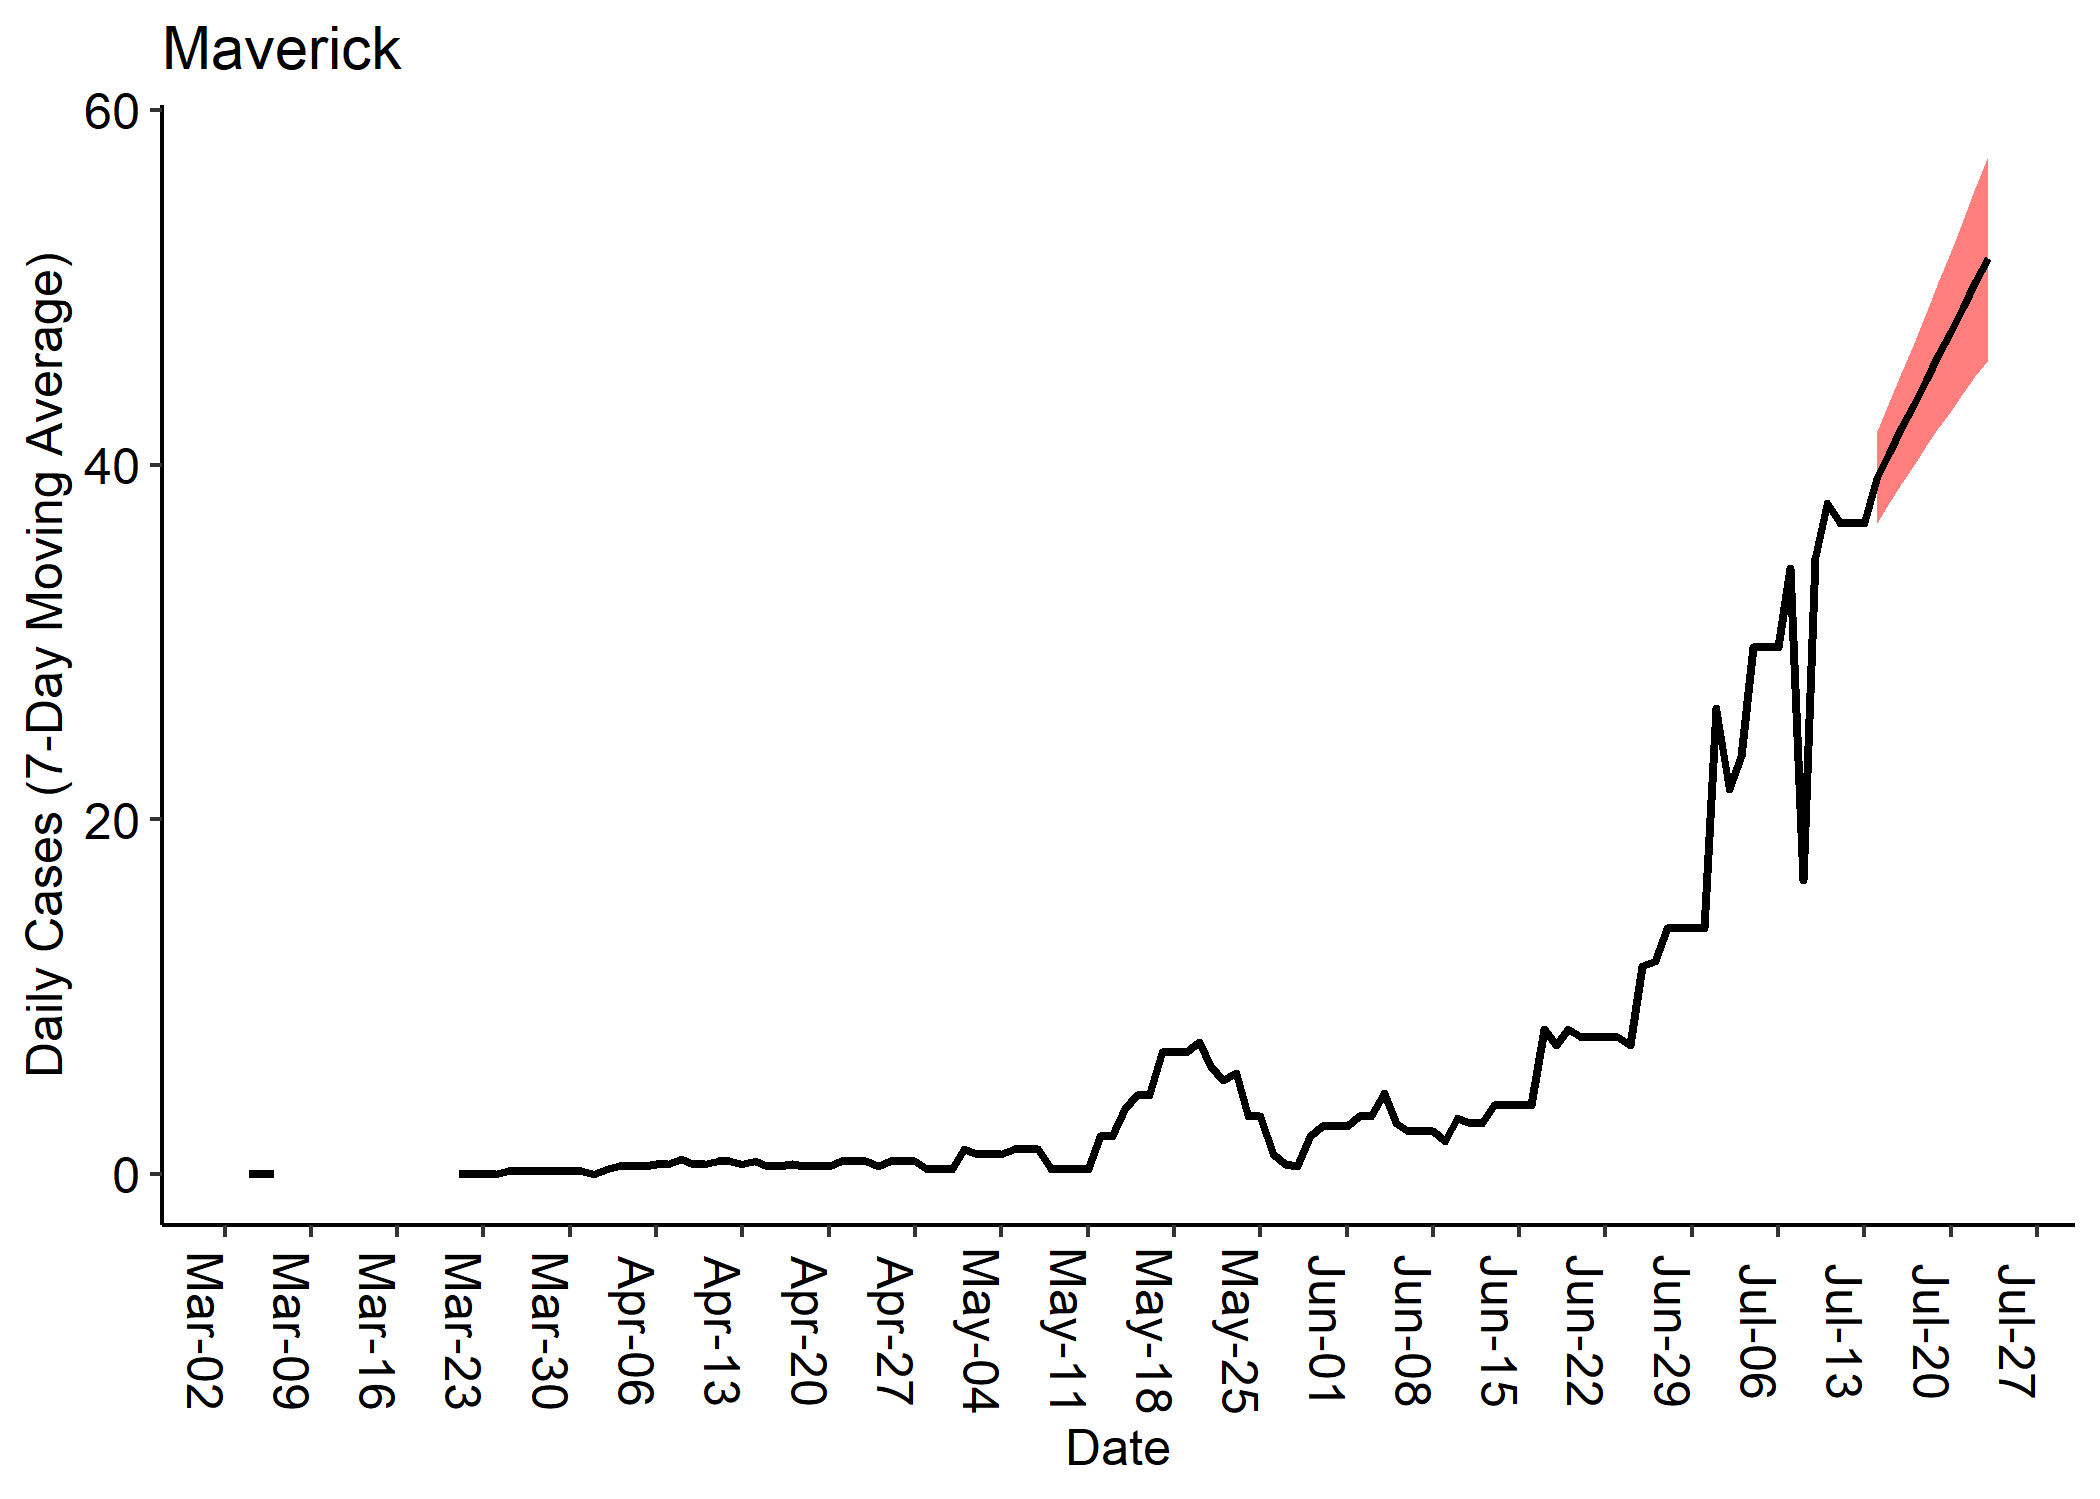 Maverick
Daily Cases (7-Day Moving Average)
60
40
20
0
Mar-02
Mar-09
Mar-16
Mar-23
Mar-30
Apr-06
Apr-13
Apr-20
Apr-27
May-04
May-11
May-18
May-25
Jun-01
Jun-08
Jun-15
Jun-22
Jun-29
Jul-06
Jul-13
Jul-20
Jul-27
Date